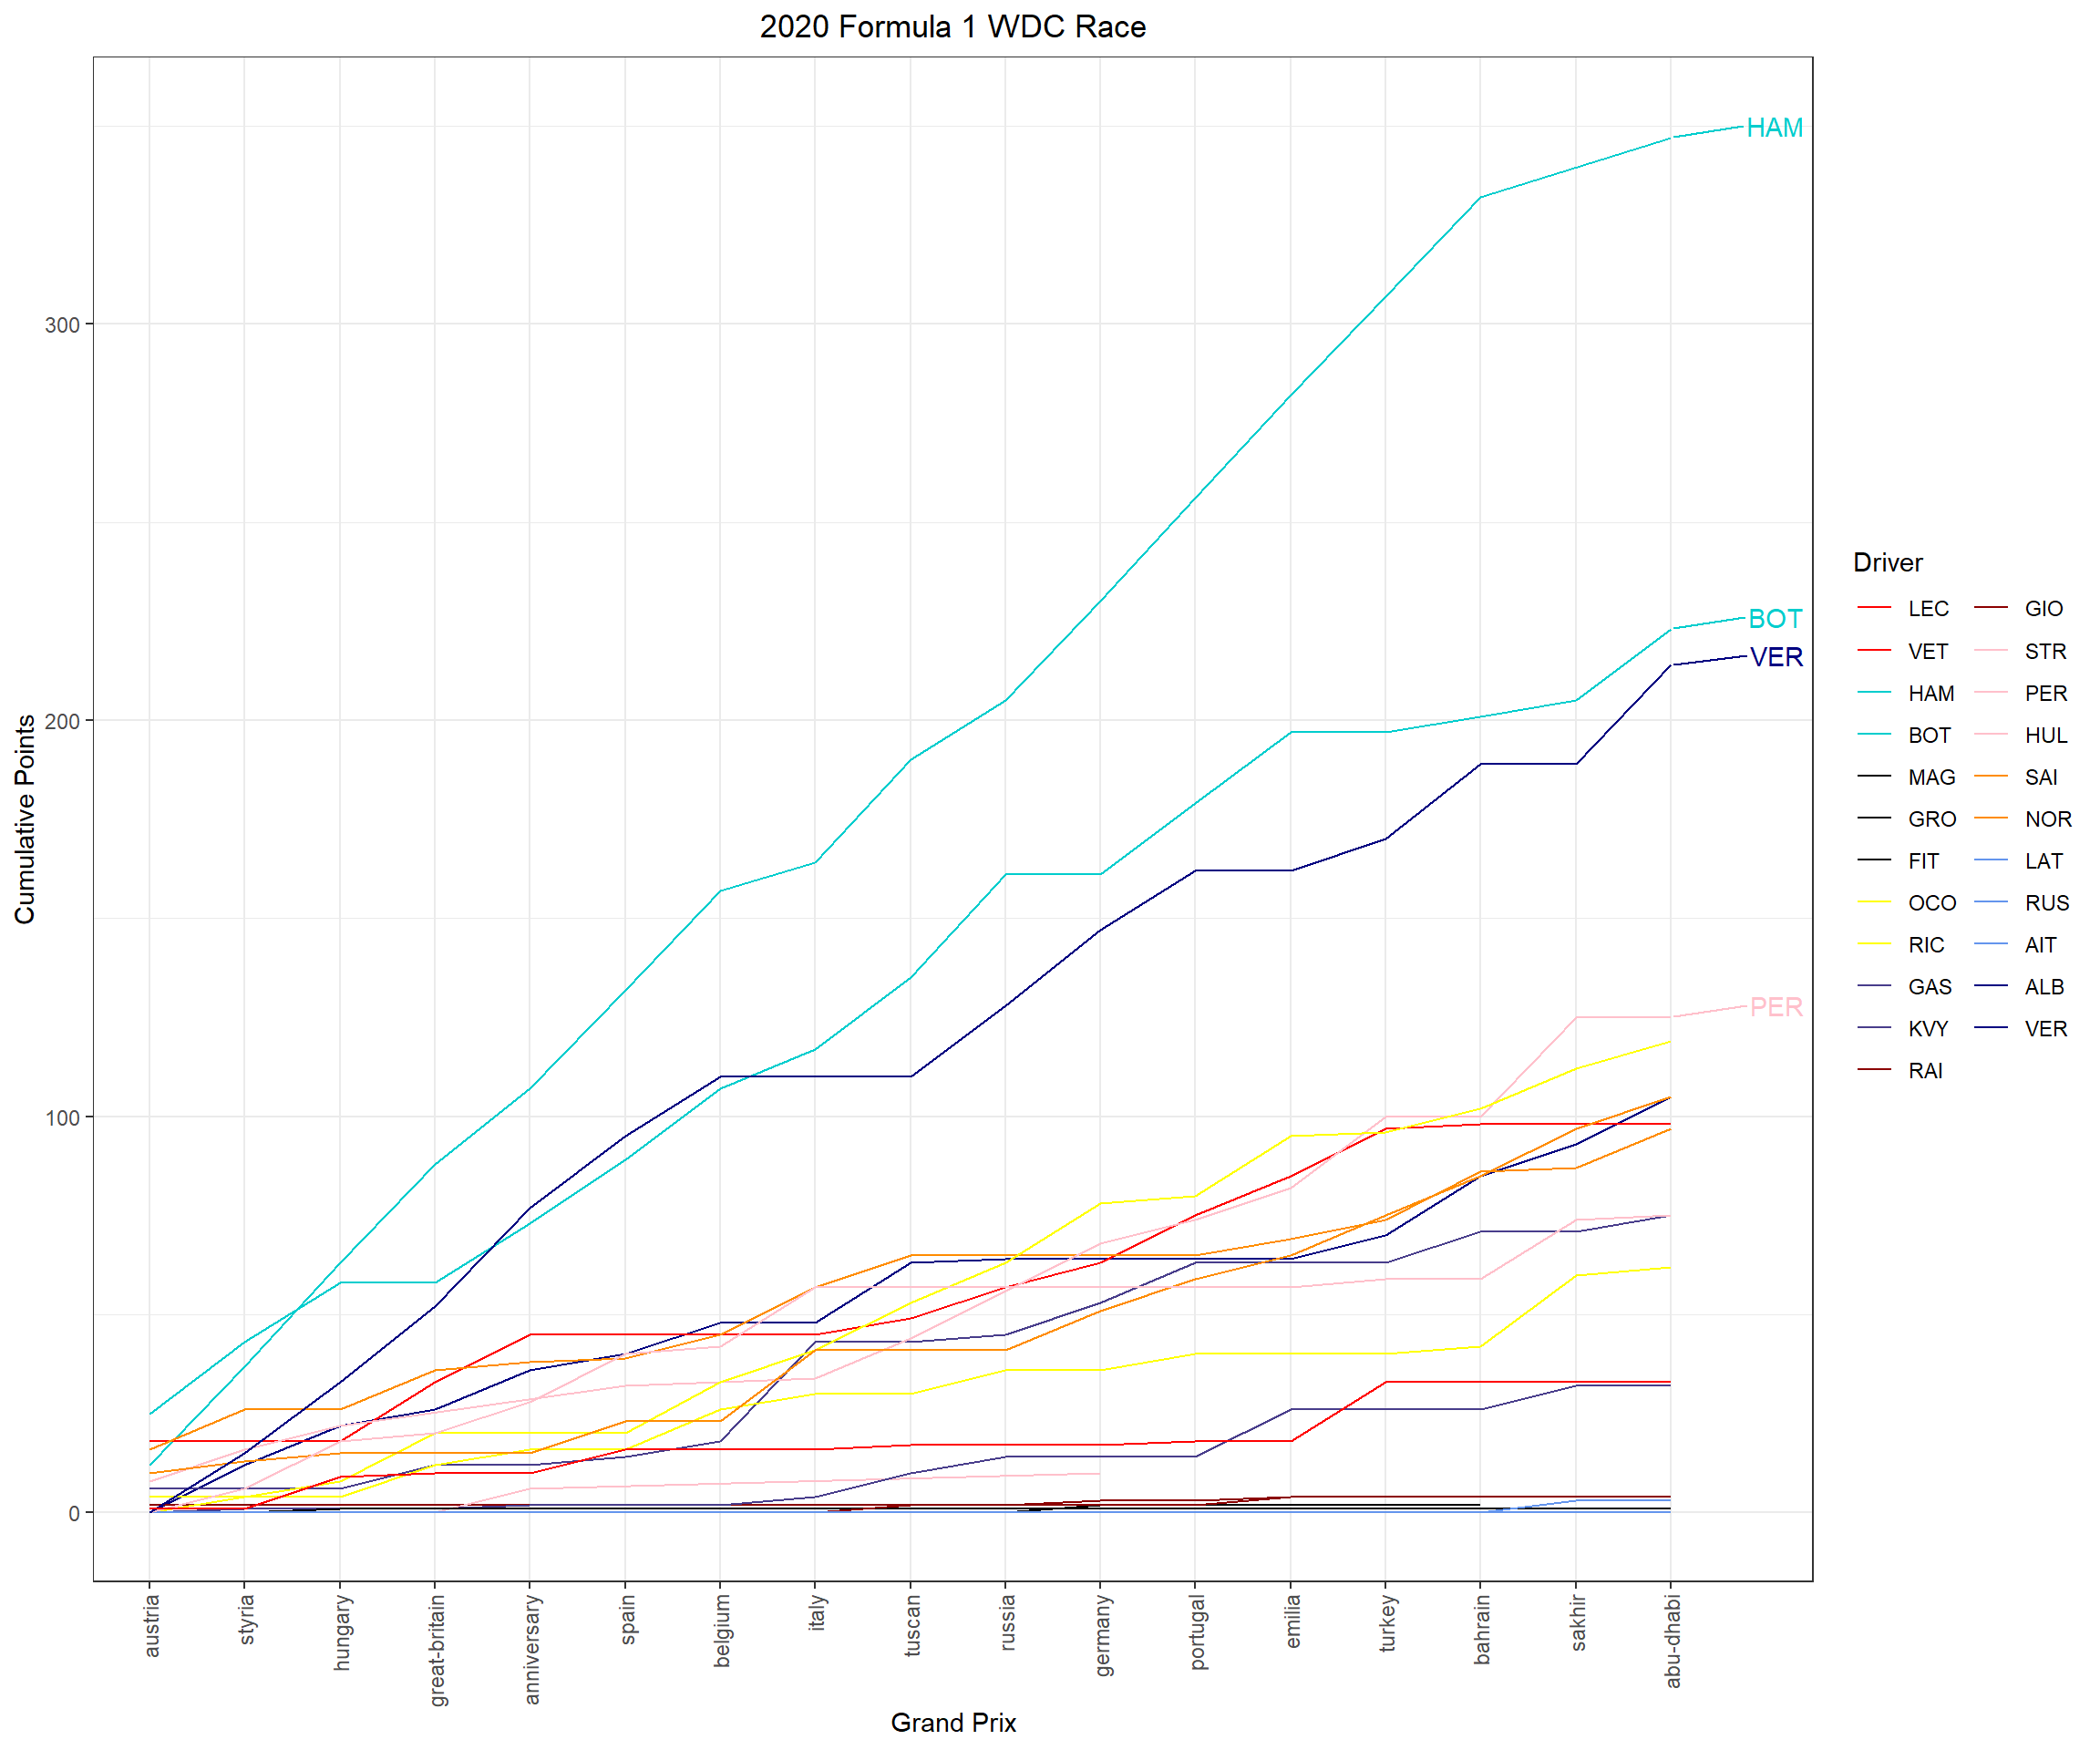 2020 Formula 1 WDC Race
Cumulative Points
300
200
100
0
HAM
BOT
VER
PER
austria
styria
hungary
great-britain
anniversary
spain
belgium
italy
tuscan
russia
germany
portugal
emilia
turkey
bahrain
sakhir
abu-dhabi
Grand Prix
Driver
LEC
VET
HAM
BOT
MAG
GRO
FIT
OCO
RIC
GAS
KVY
RAI
GIO
STR
PER
HUL
SAI
NOR
LAT
RUS
AIT
ALB
VER